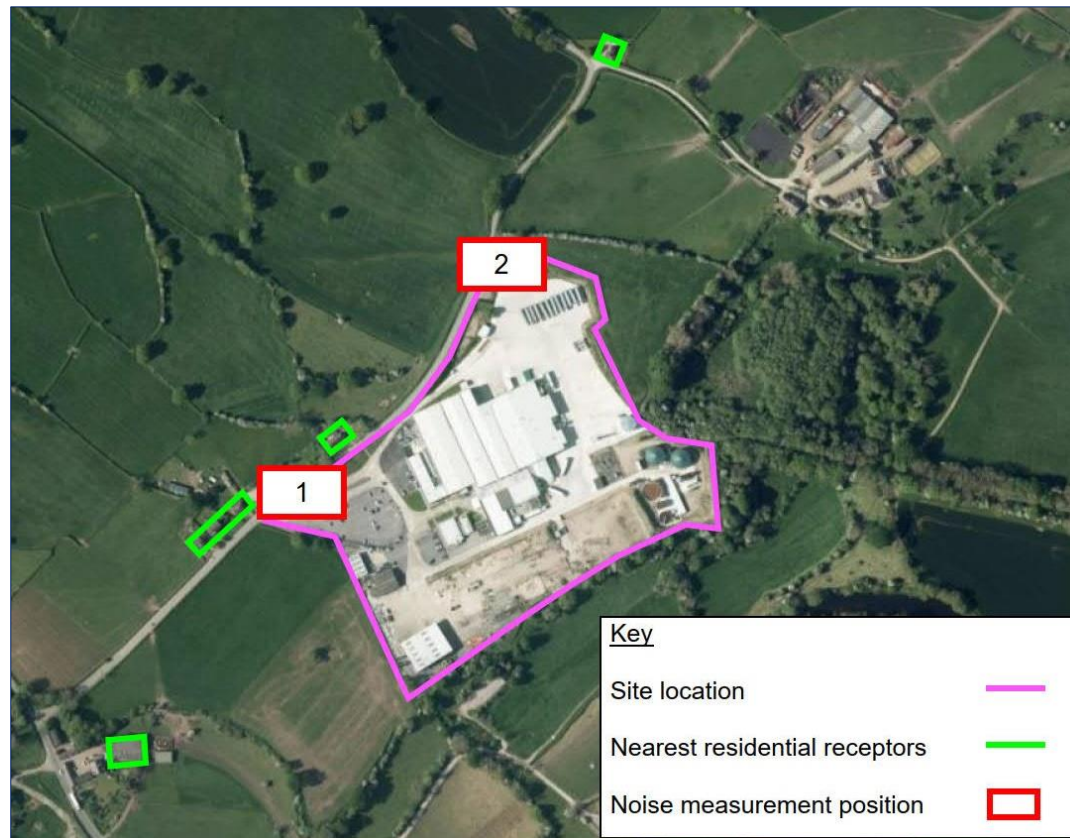 2
1
Key
Site location
Nearest residential receptors
Noise measurement position